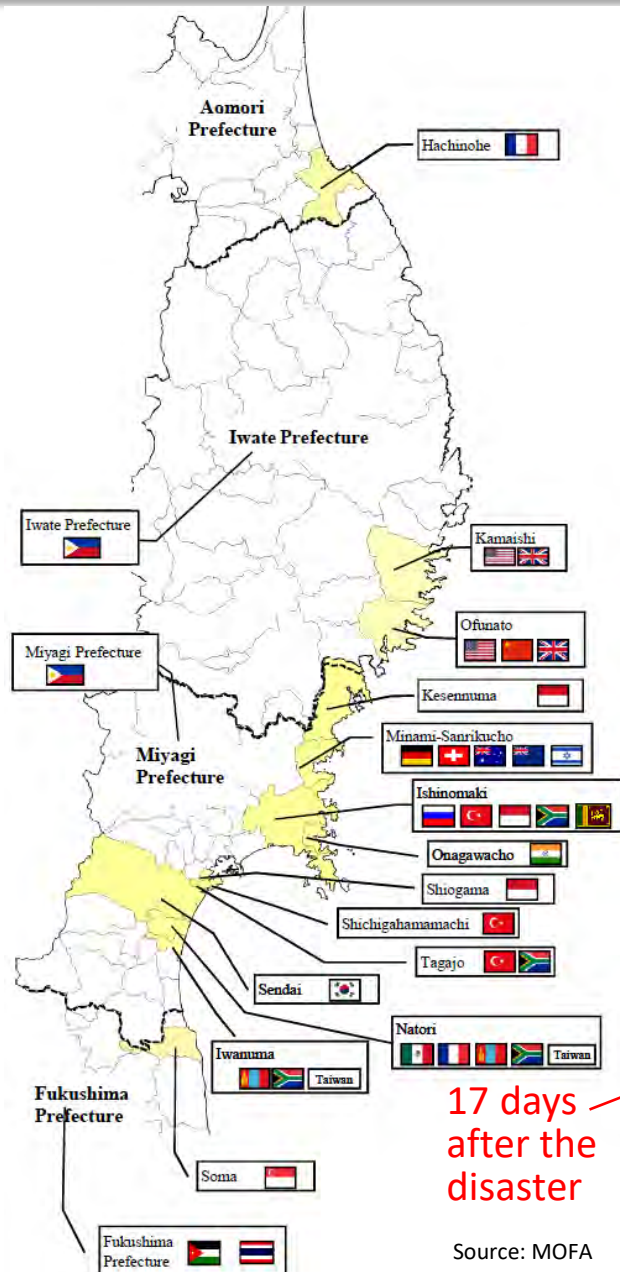 Aomori
Prefecture
Hachinohe
Iwate Prefecture
Iwate Prefecture
Kamaishi
Ofunato
Miyagi Prefecture
Kesennuma
Minami-Sanrikucho
Miyagi
Prefecture
Ishinomaki
Onagawacho
Shiogama
Shichigahamamachi
Tagajo
Sendai
Natori
Taiwan
Iwanuma
Taiwan
Fukushima
Prefecture
17 days
after the
disaster
Soma
Fukushima
Prefecture
Source: MOFA